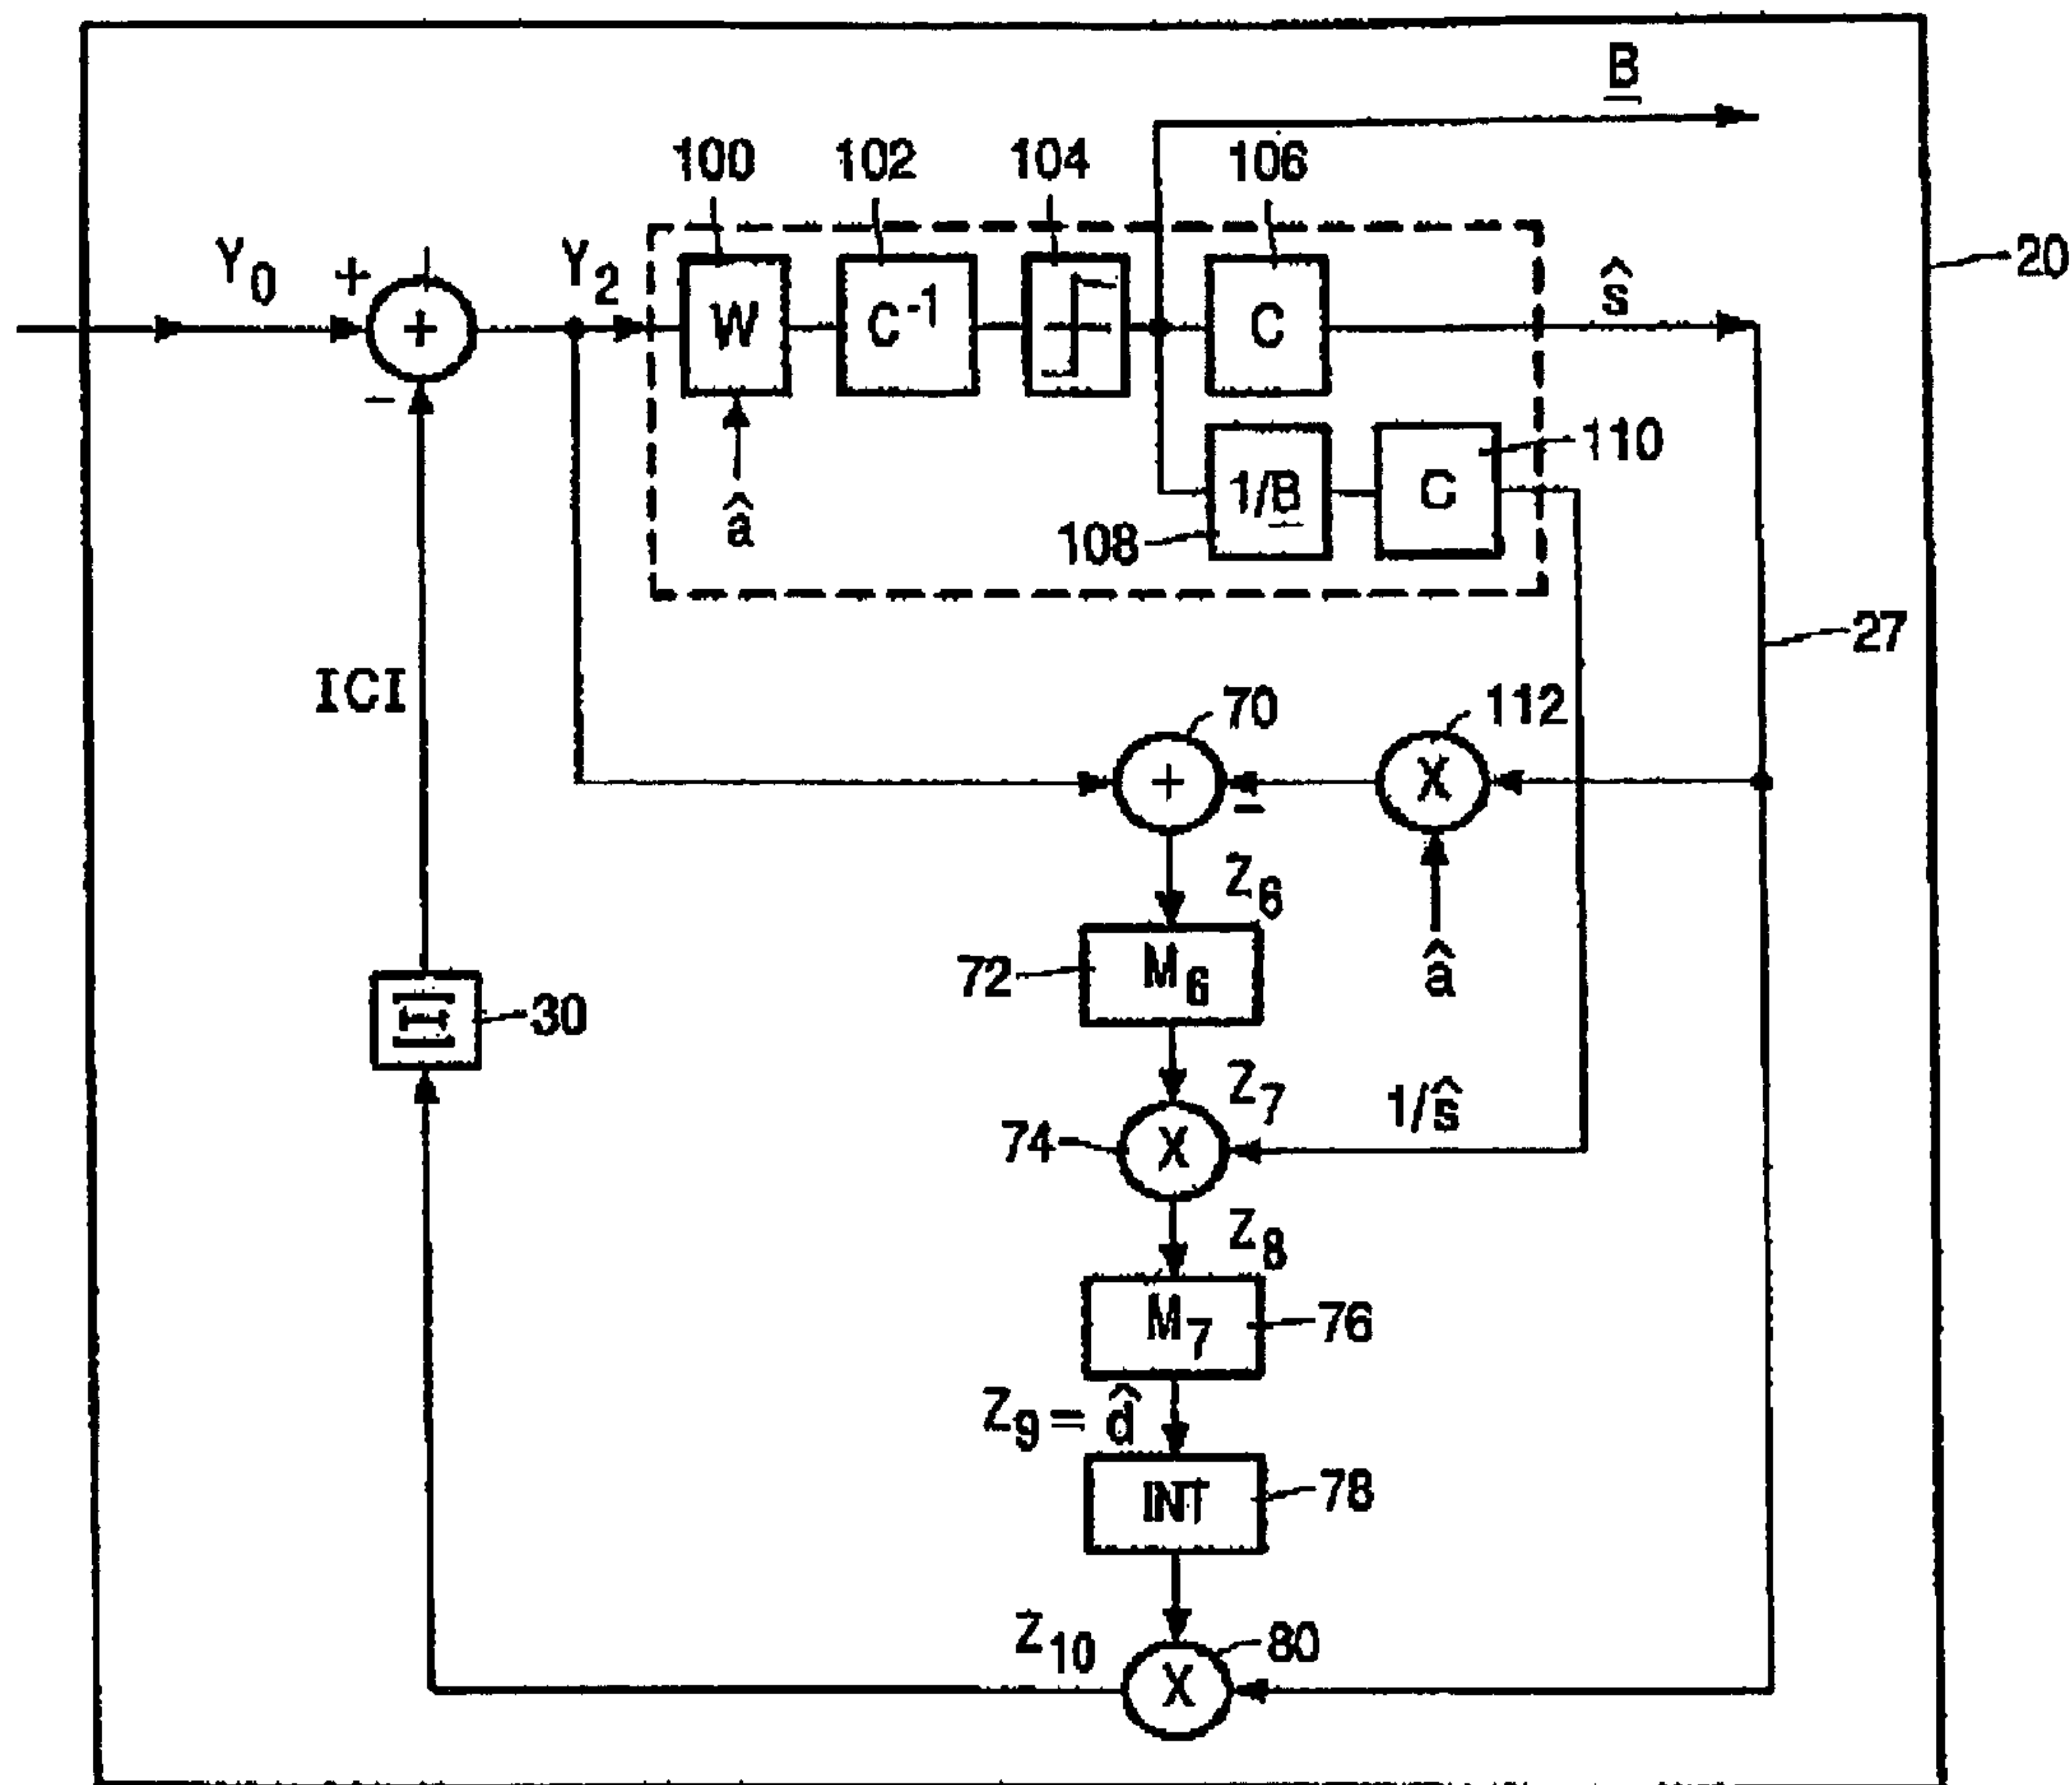 B
100 102 104 106
Y0 + Y2 ŝ 20
+ W C-1 C
-
110
â 1/B C
108
27
ICI
70 112
+ X
-
Z6
72 M6 â
Ξ 30
Z7 1/ŝ
74 X
Z8
M7 76
Z9 = d̂
INT 78
Z10 80
X